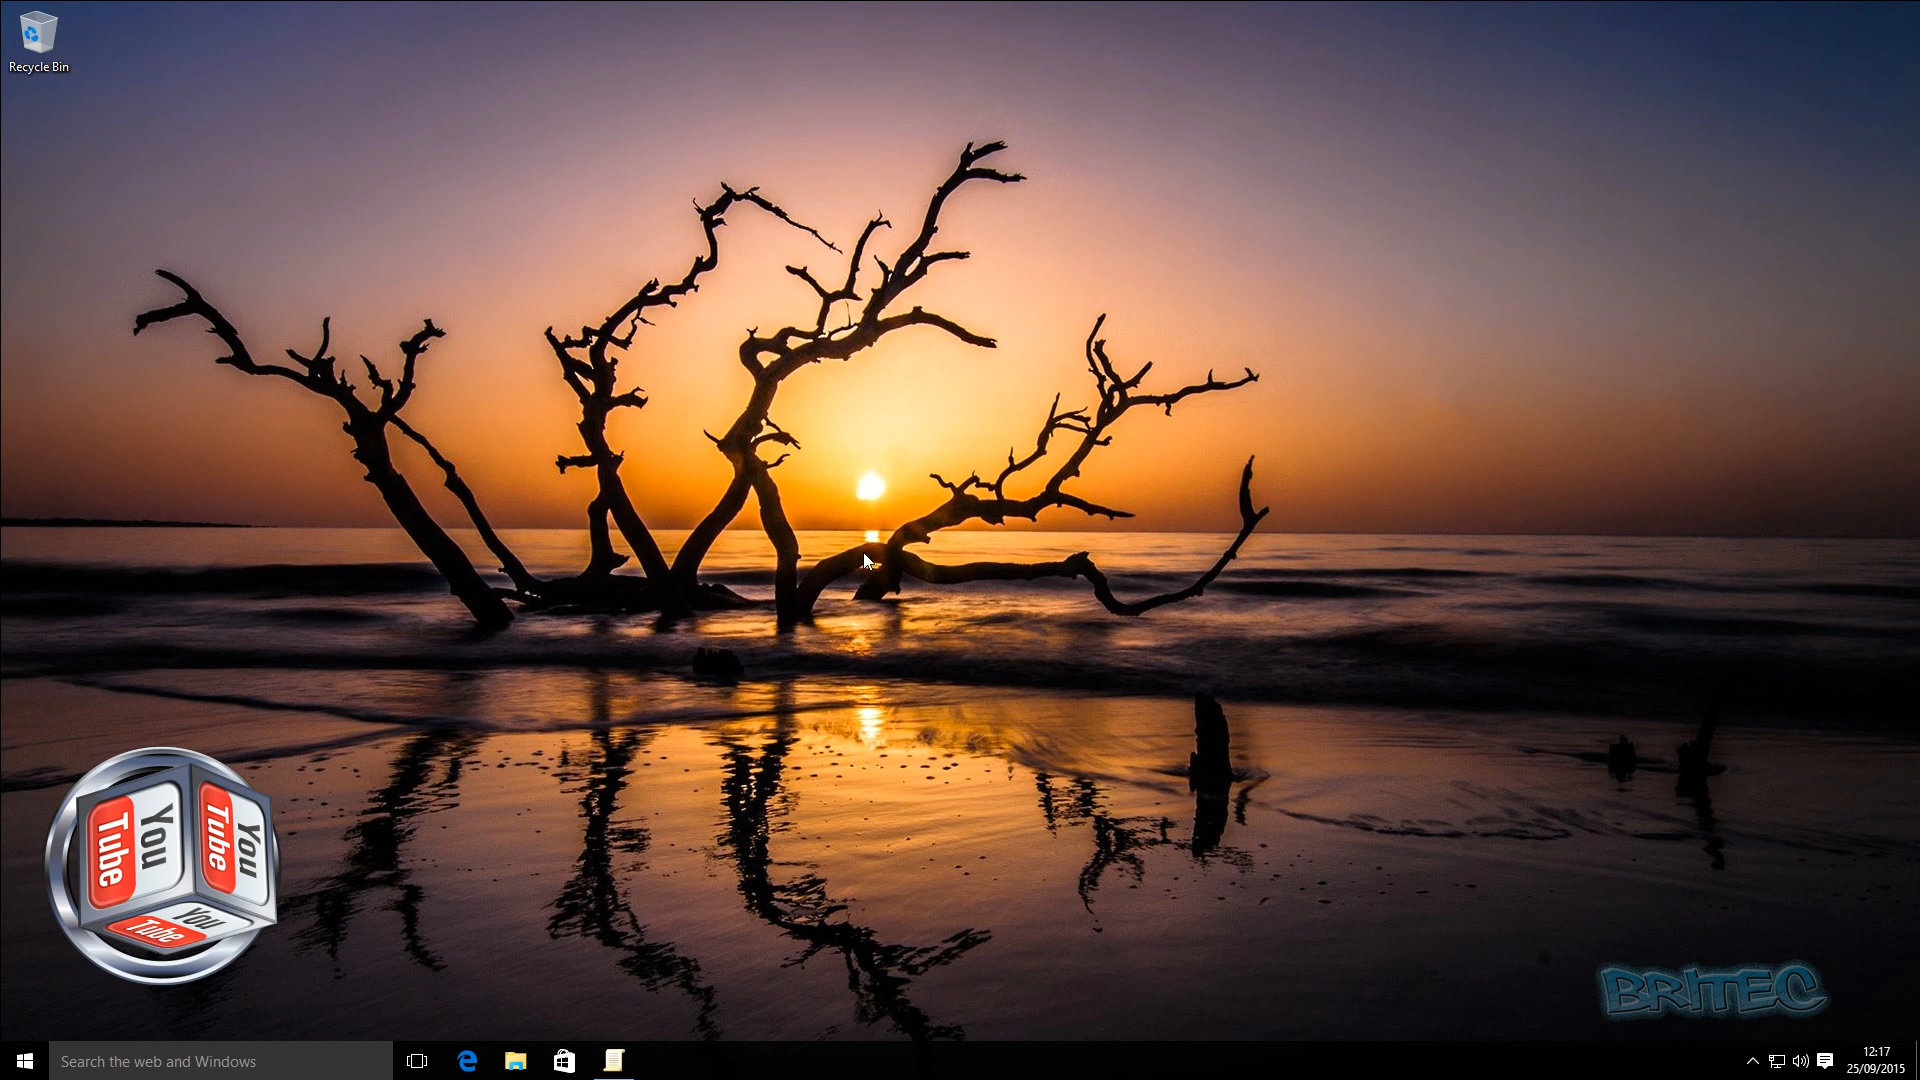 Recycle Bin
You
Tube
You
Tube
You
Tube
BRITEC
Search the web and Windows
12:17
25/09/2015